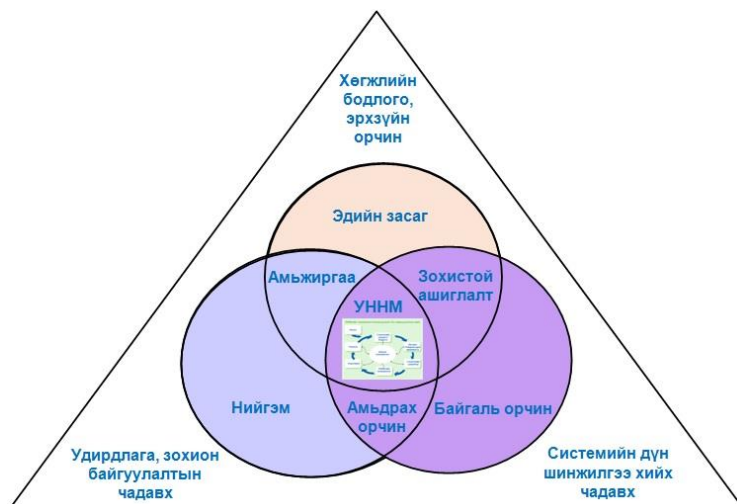 Хөгжлийн
бодлого,
эрхзүйн
орчин
Эдийн засаг
Амьжиргаа
Зохистой
ашиглалт
УННМ
Нийгэм
Амьдрах
орчин
Байгаль орчин
Удирдлага, зохион
байгуулалтын
чадавх
Системийн дүн
шинжилгээ хийх
чадавх